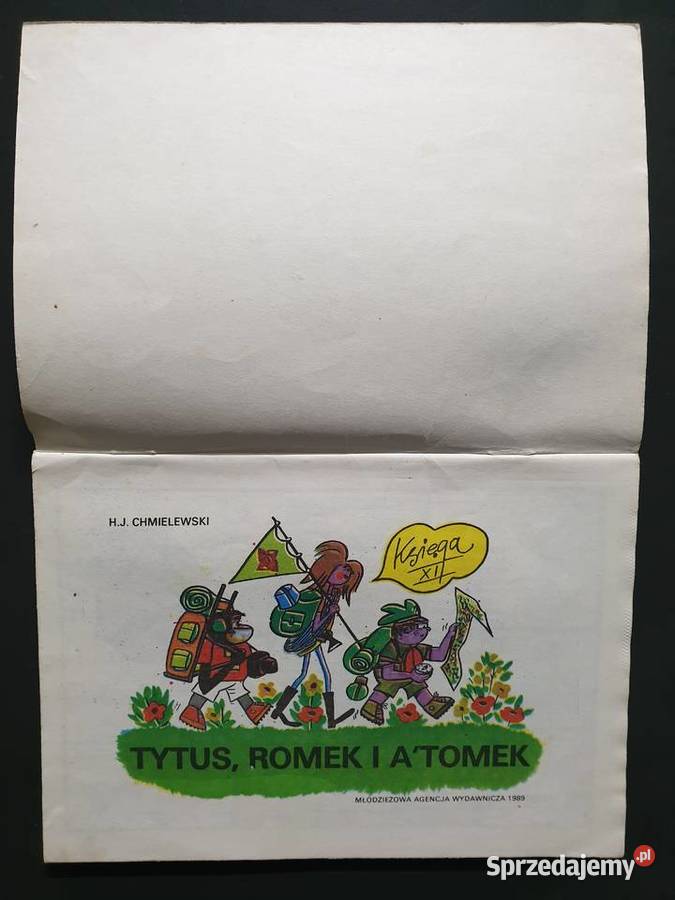 H.J. CHMIELEWSKI
Księga
XII
TYTUS, ROMEK I A'TOMEK
MŁODZIEŻOWA AGENCJA WYDAWNICZA 1989
Sprzedajemy.pl